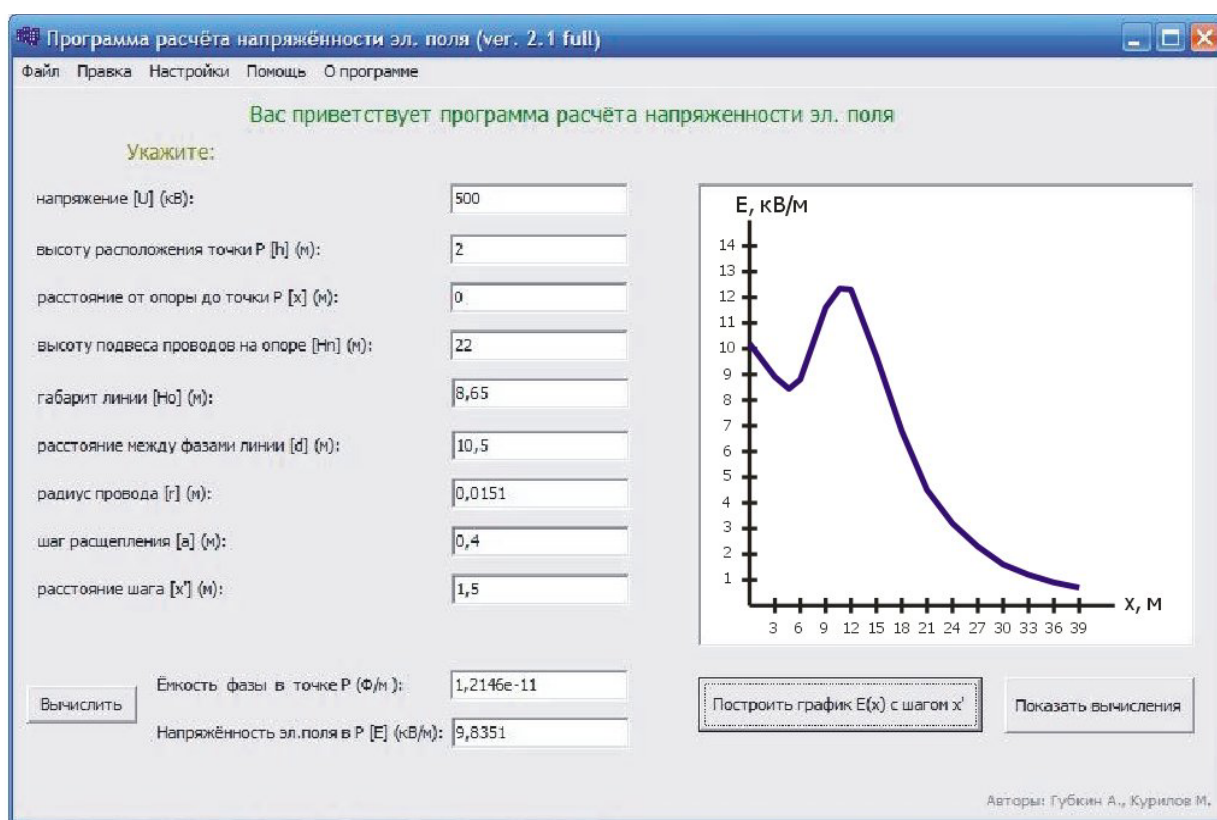 Программа расчёта напряжённости эл. поля (ver. 2.1 full)
Файл Правка Настройки Помощь О программе
Вас приветствует программа расчёта напряженности эл. поля
Укажите:
напряжение [U] (кВ): 500
высоту расположения точки P [h] (м): 2
расстояние от опоры до точки P [x] (м): 0
высоту подвеса проводов на опоре [Hn] (м): 22
габарит линии [Ho] (м): 8,65
расстояние между фазами линии [d] (м): 10,5
радиус провода [r] (м): 0,0151
шаг расщепления [a] (м): 0,4
расстояние шага [x'] (м): 1,5
E, кВ/м
14
13
12
11
10
9
8
7
6
5
4
3
2
1
x, м
3 6 9 12 15 18 21 24 27 30 33 36 39
Вычислить
Ёмкость фазы в точке P (Ф/м ): 1,2146e-11
Напряжённость эл.поля в P [E] (кВ/м): 9,8351
Построить график E(x) с шагом x'
Показать вычисления
Авторы: Губкин А., Курилов М.